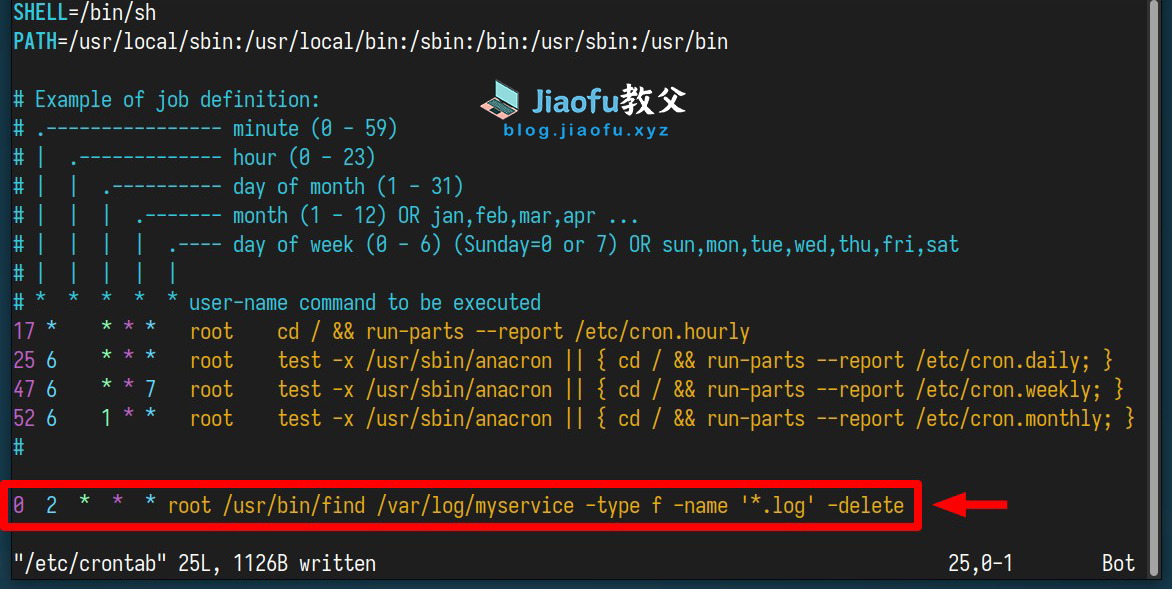 SHELL=/bin/sh
PATH=/usr/local/sbin:/usr/local/bin:/sbin:/bin:/usr/sbin:/usr/bin
Jiaofu教父
blog.jiaofu.xyz
# Example of job definition:
# .---------------- minute (0 - 59)
# |  .------------- hour (0 - 23)
# |  |  .---------- day of month (1 - 31)
# |  |  |  .------- month (1 - 12) OR jan,feb,mar,apr ...
# |  |  |  |  .---- day of week (0 - 6) (Sunday=0 or 7) OR sun,mon,tue,wed,thu,fri,sat
# |  |  |  |  |
# *  *  *  *  * user-name command to be executed
17 *    * * *   root    cd / && run-parts --report /etc/cron.hourly
25 6    * * *   root    test -x /usr/sbin/anacron || { cd / && run-parts --report /etc/cron.daily; }
47 6    * * 7   root    test -x /usr/sbin/anacron || { cd / && run-parts --report /etc/cron.weekly; }
52 6    1 * *   root    test -x /usr/sbin/anacron || { cd / && run-parts --report /etc/cron.monthly; }
#
0  2  *  *  * root /usr/bin/find /var/log/myservice -type f -name '*.log' -delete
"/etc/crontab" 25L, 1126B written 25,0-1 Bot